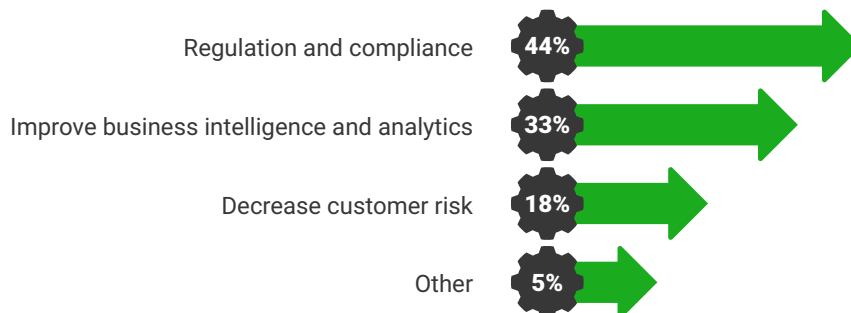 Regulation and compliance 44%
Improve business intelligence and analytics 33%
Decrease customer risk 18%
Other 5%